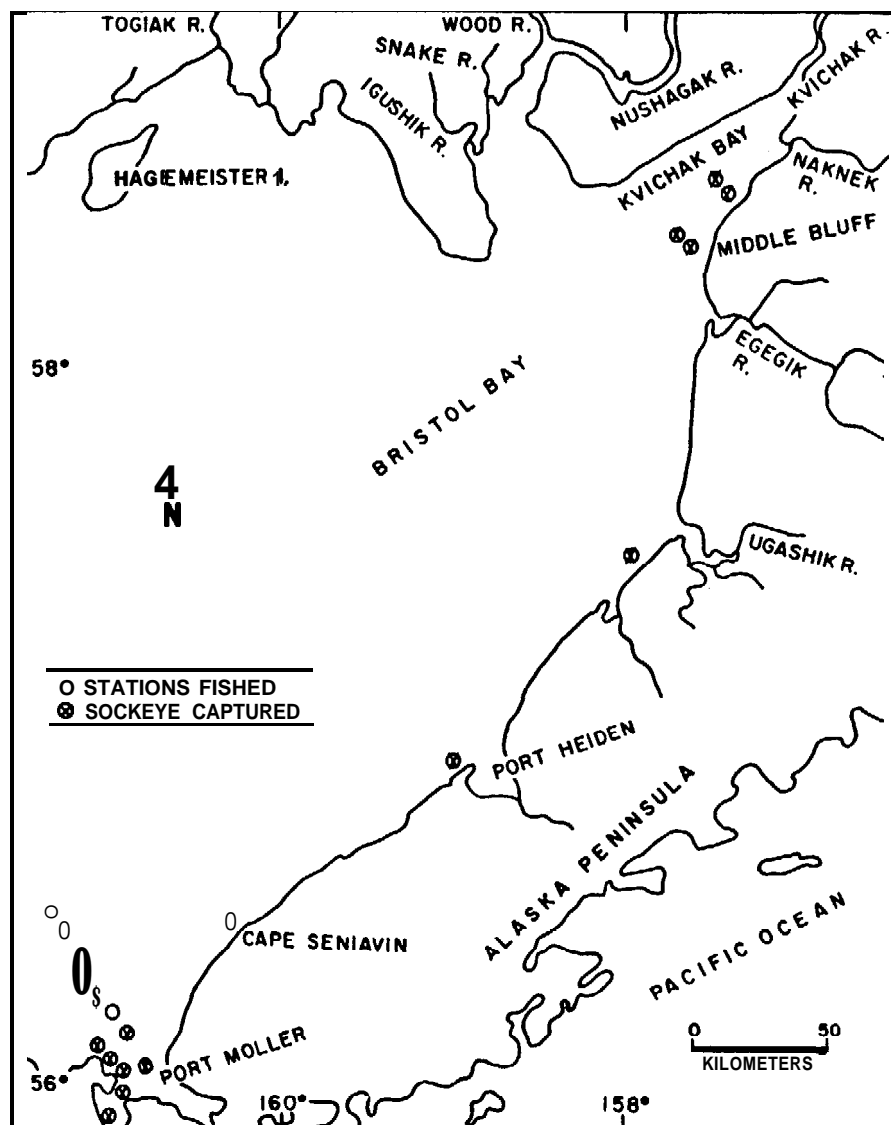 TOGIAK R.
WOOD R.
SNAKE R.
IGUSHIK R.
NUSHAGAK R.
KVICHAK R.
KVICHAK BAY
NAKNEK
R.
HAGEMEISTER I.
MIDDLE BLUFF
EGEGIK
R.
58°
BRISTOL BAY
4
N
UGASHIK R.
O STATIONS FISHED
SOCKEYE CAPTURED
PORT HEIDEN
ALASKA PENINSULA
CAPE SENIAVIN
PACIFIC OCEAN
0 50
KILOMETERS
PORT MOLLER
56°
160°
158°